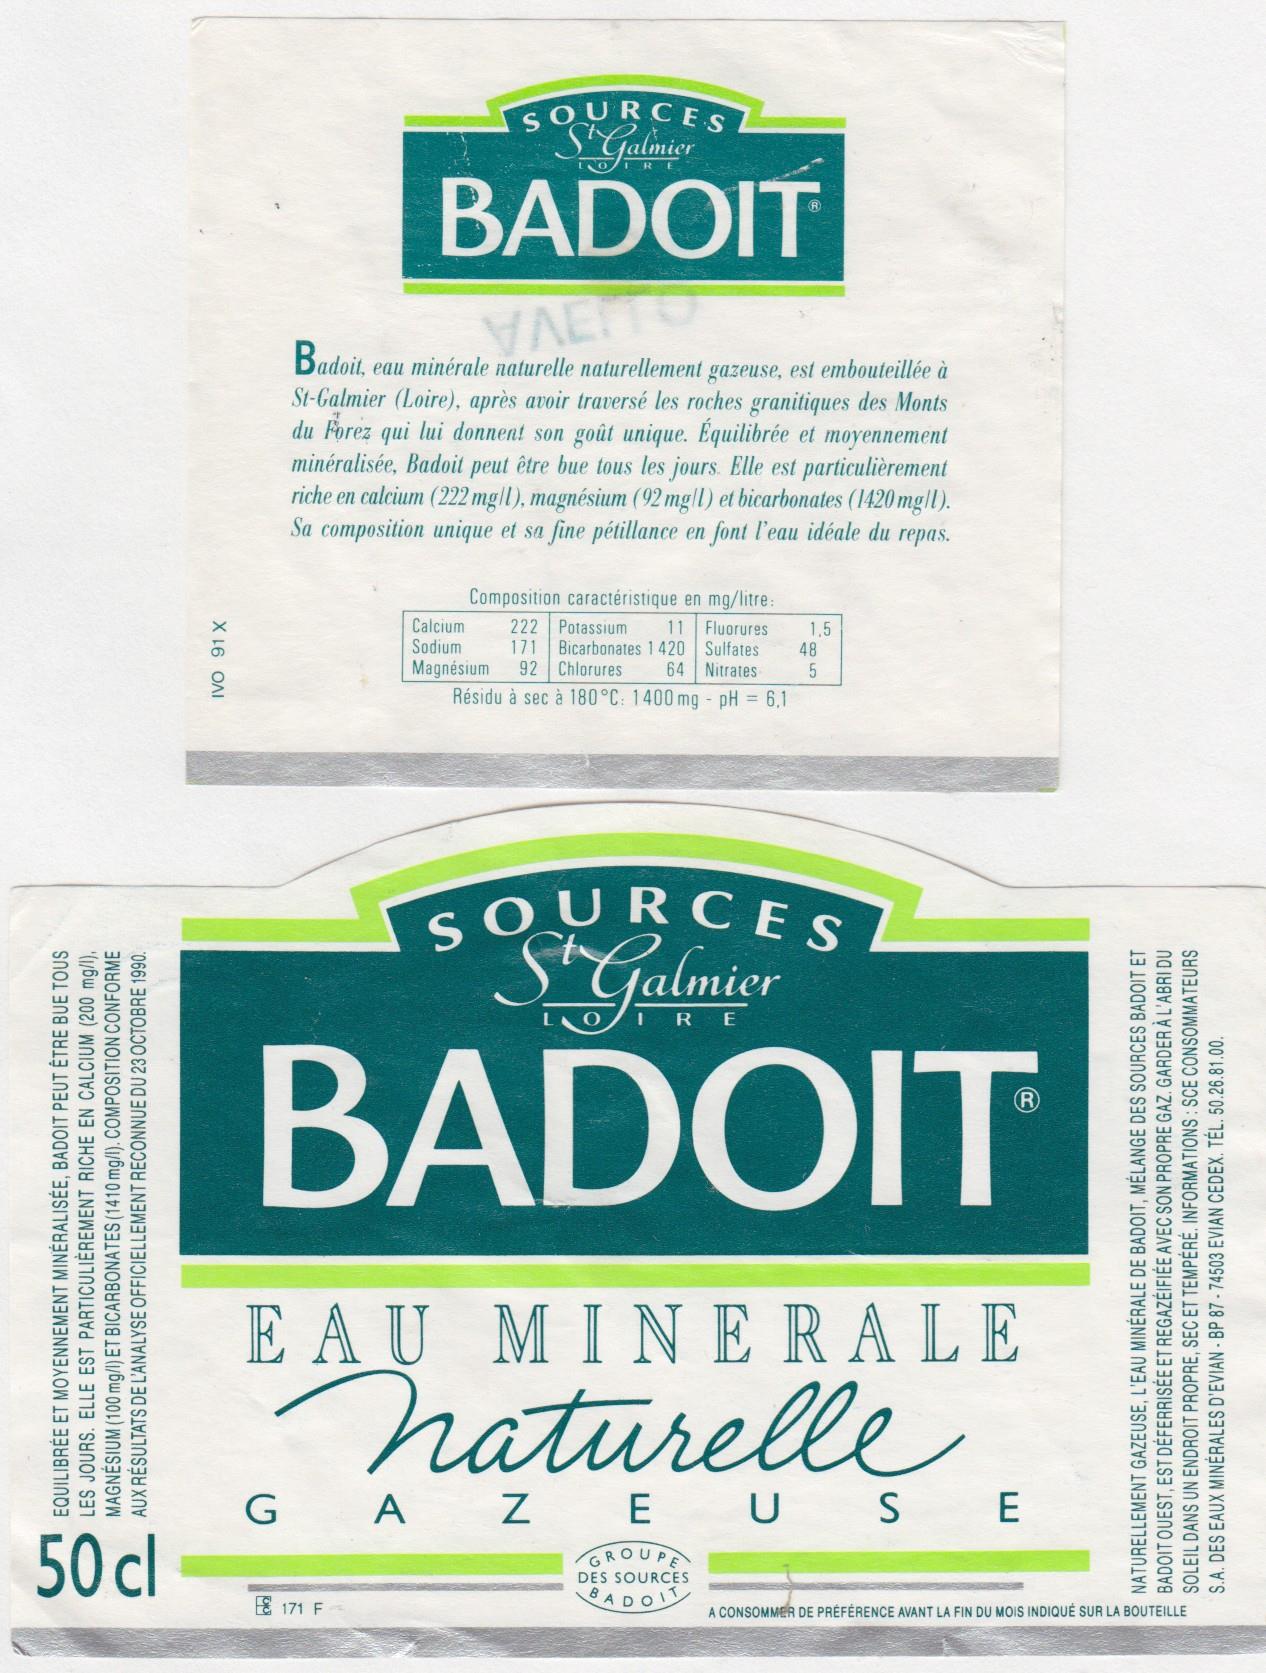 SOURCES
St Galmier
LOIRE
BADOIT®
AVELLO
Badoit, eau minérale naturelle naturellement gazeuse, est embouteillée à
St-Galmier (Loire), après avoir traversé les roches granitiques des Monts
du Forez qui lui donnent son goût unique. Équilibrée et moyennement
minéralisée, Badoit peut être bue tous les jours. Elle est particulièrement
riche en calcium (222 mg/l), magnésium (92 mg/l) et bicarbonates (1420 mg/l).
Sa composition unique et sa fine pétillance en font l'eau idéale du repas.
Composition caractéristique en mg/litre:
Calcium 222 Potassium 11 Fluorures 1,5
Sodium 171 Bicarbonates 1420 Sulfates 48
Magnésium 92 Chlorures 64 Nitrates 5
Résidu à sec à 180°C: 1400 mg - pH = 6,1
IVO 91 X
SOURCES
St Galmier
LOIRE
BADOIT®
EAU MINERALE
naturelle
GAZEUSE
EQUILIBRÉE ET MOYENNEMENT MINÉRALISÉE, BADOIT PEUT ÊTRE BUE TOUS
LES JOURS. ELLE EST PARTICULIÈREMENT RICHE EN CALCIUM (200 mg/l),
MAGNÉSIUM (100 mg/l) ET BICARBONATES (1410 mg/l). COMPOSITION CONFORME
AUX RÉSULTATS DE L'ANALYSE OFFICIELLEMENT RECONNUE DU 23 OCTOBRE 1990.
50 cl
171 F
GROUPE
DES SOURCES
BADOIT
A CONSOMMER DE PRÉFÉRENCE AVANT LA FIN DU MOIS INDIQUÉ SUR LA BOUTEILLE
NATURELLEMENT GAZEUSE, L'EAU MINÉRALE DE BADOIT, MÉLANGE DES SOURCES BADOIT ET
BADOIT OUEST, EST DÉFERRISÉE ET REGAZÉIFIÉE AVEC SON PROPRE GAZ. GARDER À L'ABRI DU
SOLEIL DANS UN ENDROIT PROPRE, SEC ET TEMPÉRÉ. INFORMATIONS : SCE CONSOMMATEURS
S.A. DES EAUX MINÉRALES D'EVIAN - BP 87 - 74503 EVIAN CEDEX. TÉL. 50.26.81.00.